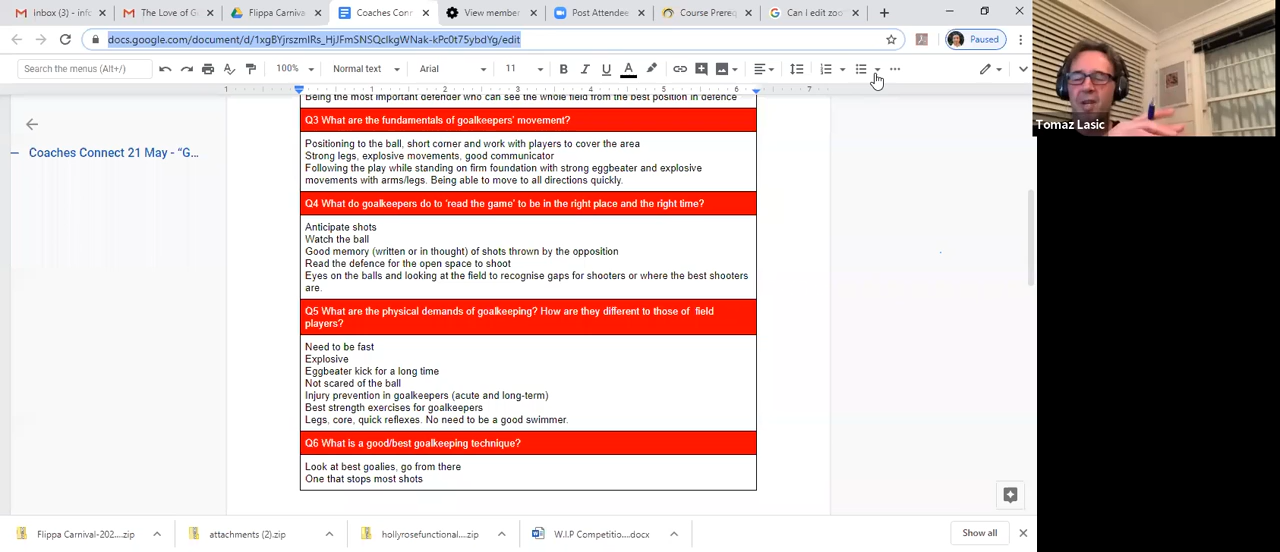 Inbox (3) - infc
The Love of G
Flippa Carnival
Coaches Conn
View member
Post Attendee
Course Prereq
Can I edit zoo
docs.google.com/document/d/1xgBYjrszmIRs_HjJFmSNSQcIkgWNak-kPc0t75ybdYg/edit
Paused
Search the menus (Alt+/)
100%
Normal text
Arial
11
Being the most important defender who can see the whole field from the best position in defence
Coaches Connect 21 May - “G...
Q3 What are the fundamentals of goalkeepers' movement?
Positioning to the ball, short corner and work with players to cover the area
Strong legs, explosive movements, good communicator
Following the play while standing on firm foundation with strong eggbeater and explosive
movements with arms/legs. Being able to move to all directions quickly.
Q4 What do goalkeepers do to 'read the game' to be in the right place and the right time?
Anticipate shots
Watch the ball
Good memory (written or in thought) of shots thrown by the opposition
Read the defence for the open space to shoot
Eyes on the balls and looking at the field to recognise gaps for shooters or where the best shooters
are.
Q5 What are the physical demands of goalkeeping? How are they different to those of field
players?
Need to be fast
Explosive
Eggbeater kick for a long time
Not scared of the ball
Injury prevention in goalkeepers (acute and long-term)
Best strength exercises for goalkeepers
Legs, core, quick reflexes. No need to be a good swimmer.
Q6 What is a good/best goalkeeping technique?
Look at best goalies, go from there
One that stops most shots
Flippa Carnival-202....zip
attachments (2).zip
hollyrosefunctional....zip
W.I.P Competitio....docx
Show all
Tomaz Lasic